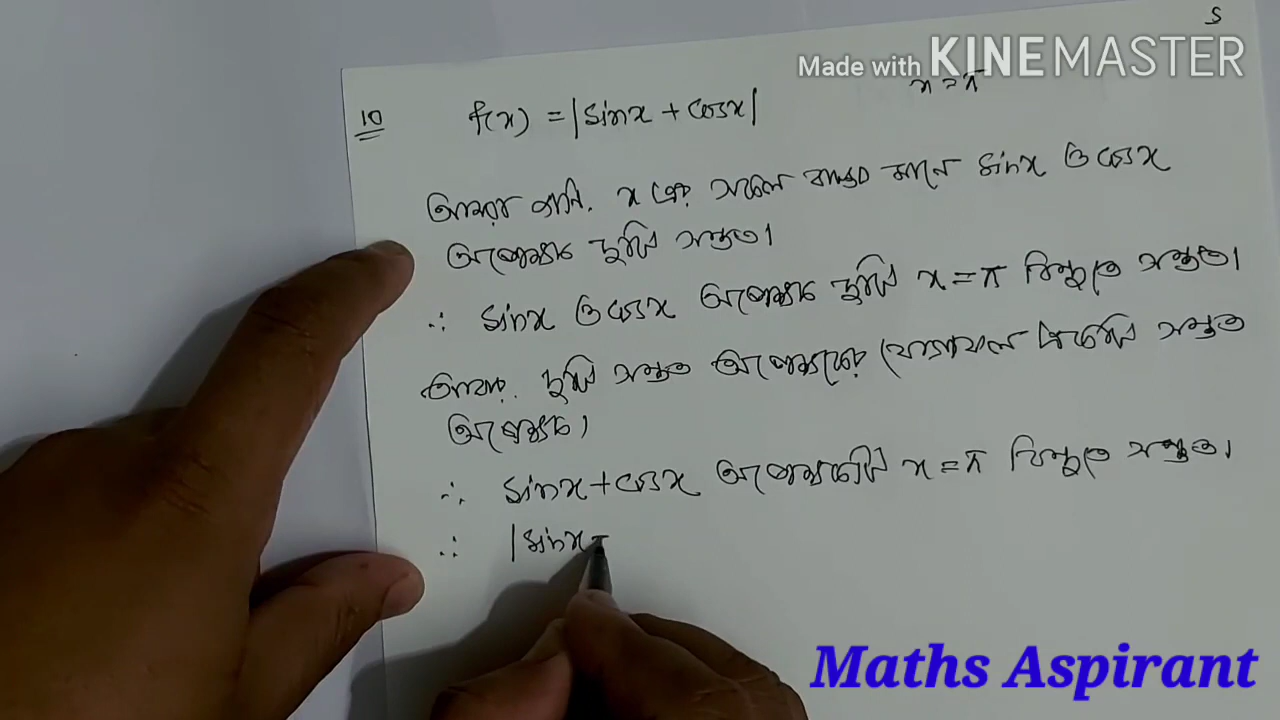 S
Made with KINEMASTER
x = π
10 f(x) = |sinx + cosx|
আমরা জানি, x এর সকল বাস্তব মানে sinx ও cosx
অপেক্ষক দুটি সন্তত।
∴ sinx ও cosx অপেক্ষক দুটি x = π বিন্দুতে সন্তত।
আবার, দুটি সন্তত অপেক্ষকের যোগফল একটি সন্তত
অপেক্ষক।
∴ sinx + cosx অপেক্ষকটি x = π বিন্দুতে সন্তত।
∴ |sinx
Maths Aspirant